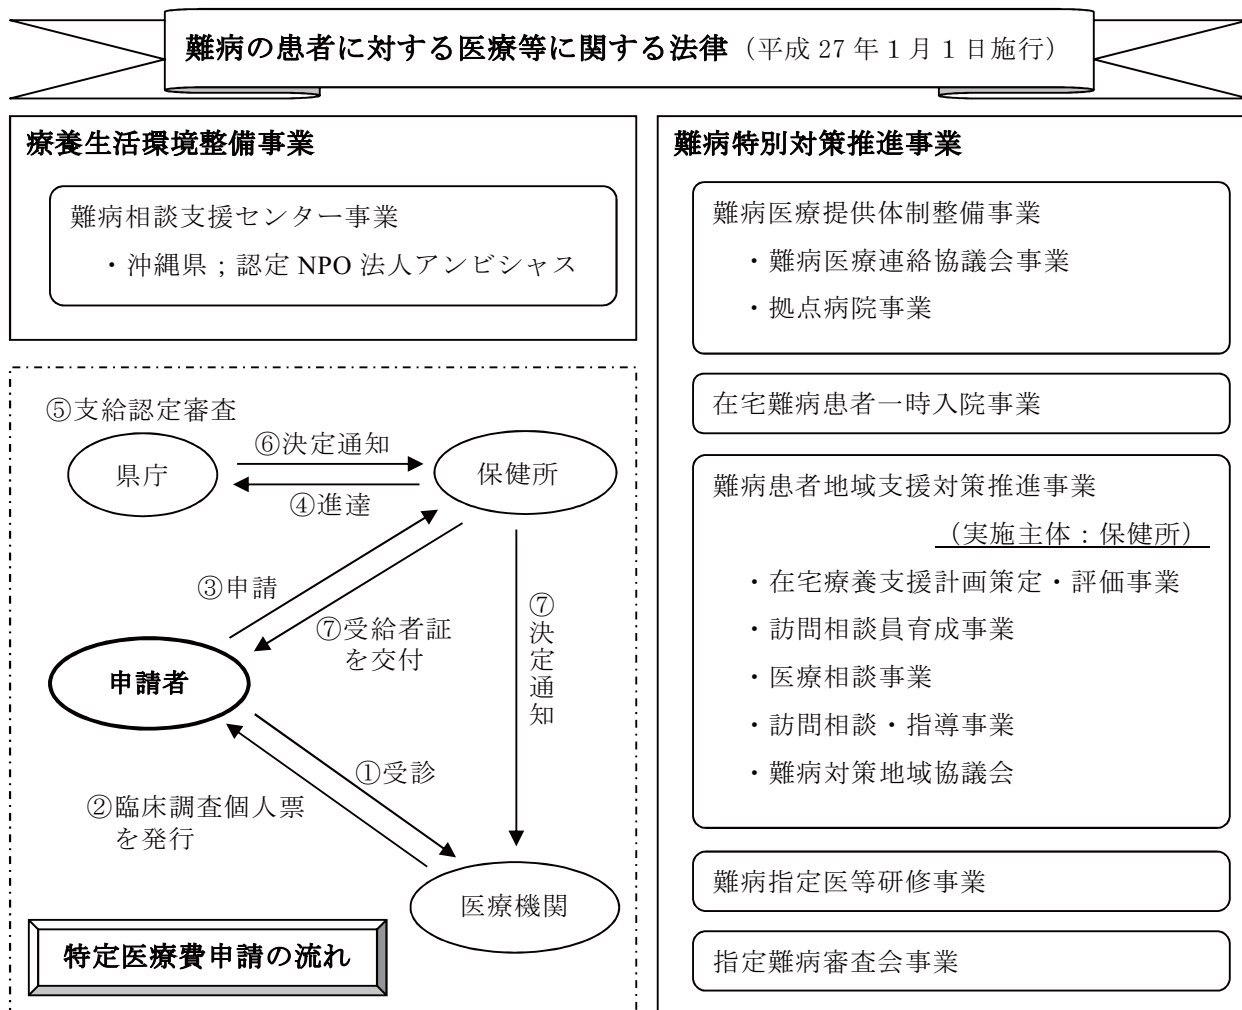 難病の患者に対する医療等に関する法律（平成 27 年 1 月 1 日施行）
療養生活環境整備事業
難病相談支援センター事業
・沖縄県；認定 NPO 法人アンビシャス
⑤支給認定審査
県庁
⑥決定通知
④進達
保健所
③申請
⑦受給者証
を交付
⑦決定通知
申請者
①受診
②臨床調査個人票
を発行
医療機関
特定医療費申請の流れ
難病特別対策推進事業
難病医療提供体制整備事業
・難病医療連絡協議会事業
・拠点病院事業
在宅難病患者一時入院事業
難病患者地域支援対策推進事業
（実施主体：保健所）
・在宅療養支援計画策定・評価事業
・訪問相談員育成事業
・医療相談事業
・訪問相談・指導事業
・難病対策地域協議会
難病指定医等研修事業
指定難病審査会事業